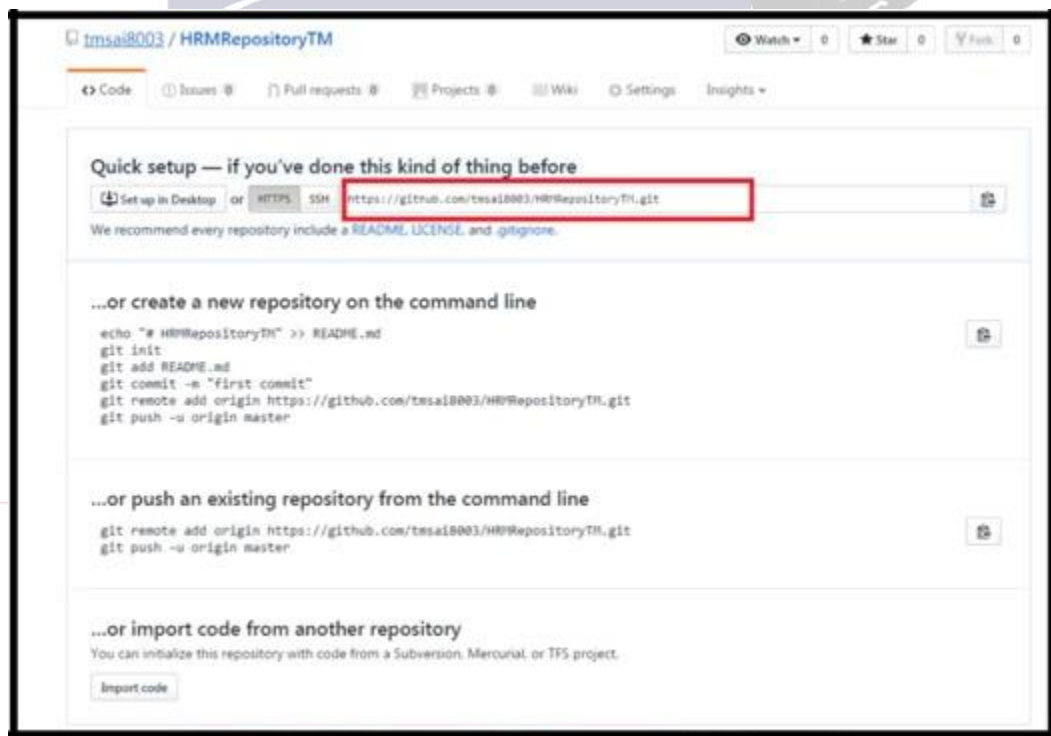 tmsai8003 / HRMRepositoryTM
Watch 0 Star 0 Fork 0
<> Code Issues 0 Pull requests 0 Projects 0 Wiki Settings Insights
Quick setup — if you've done this kind of thing before
Set up in Desktop or HTTPS SSH https://github.com/tmsai8003/HRMRepositoryTM.git
We recommend every repository include a README, LICENSE, and .gitignore.
...or create a new repository on the command line
echo "# HRMRepositoryTM" >> README.md
git init
git add README.md
git commit -m "first commit"
git remote add origin https://github.com/tmsai8003/HRMRepositoryTM.git
git push -u origin master
...or push an existing repository from the command line
git remote add origin https://github.com/tmsai8003/HRMRepositoryTM.git
git push -u origin master
...or import code from another repository
You can initialize this repository with code from a Subversion, Mercurial, or TFS project.
Import code